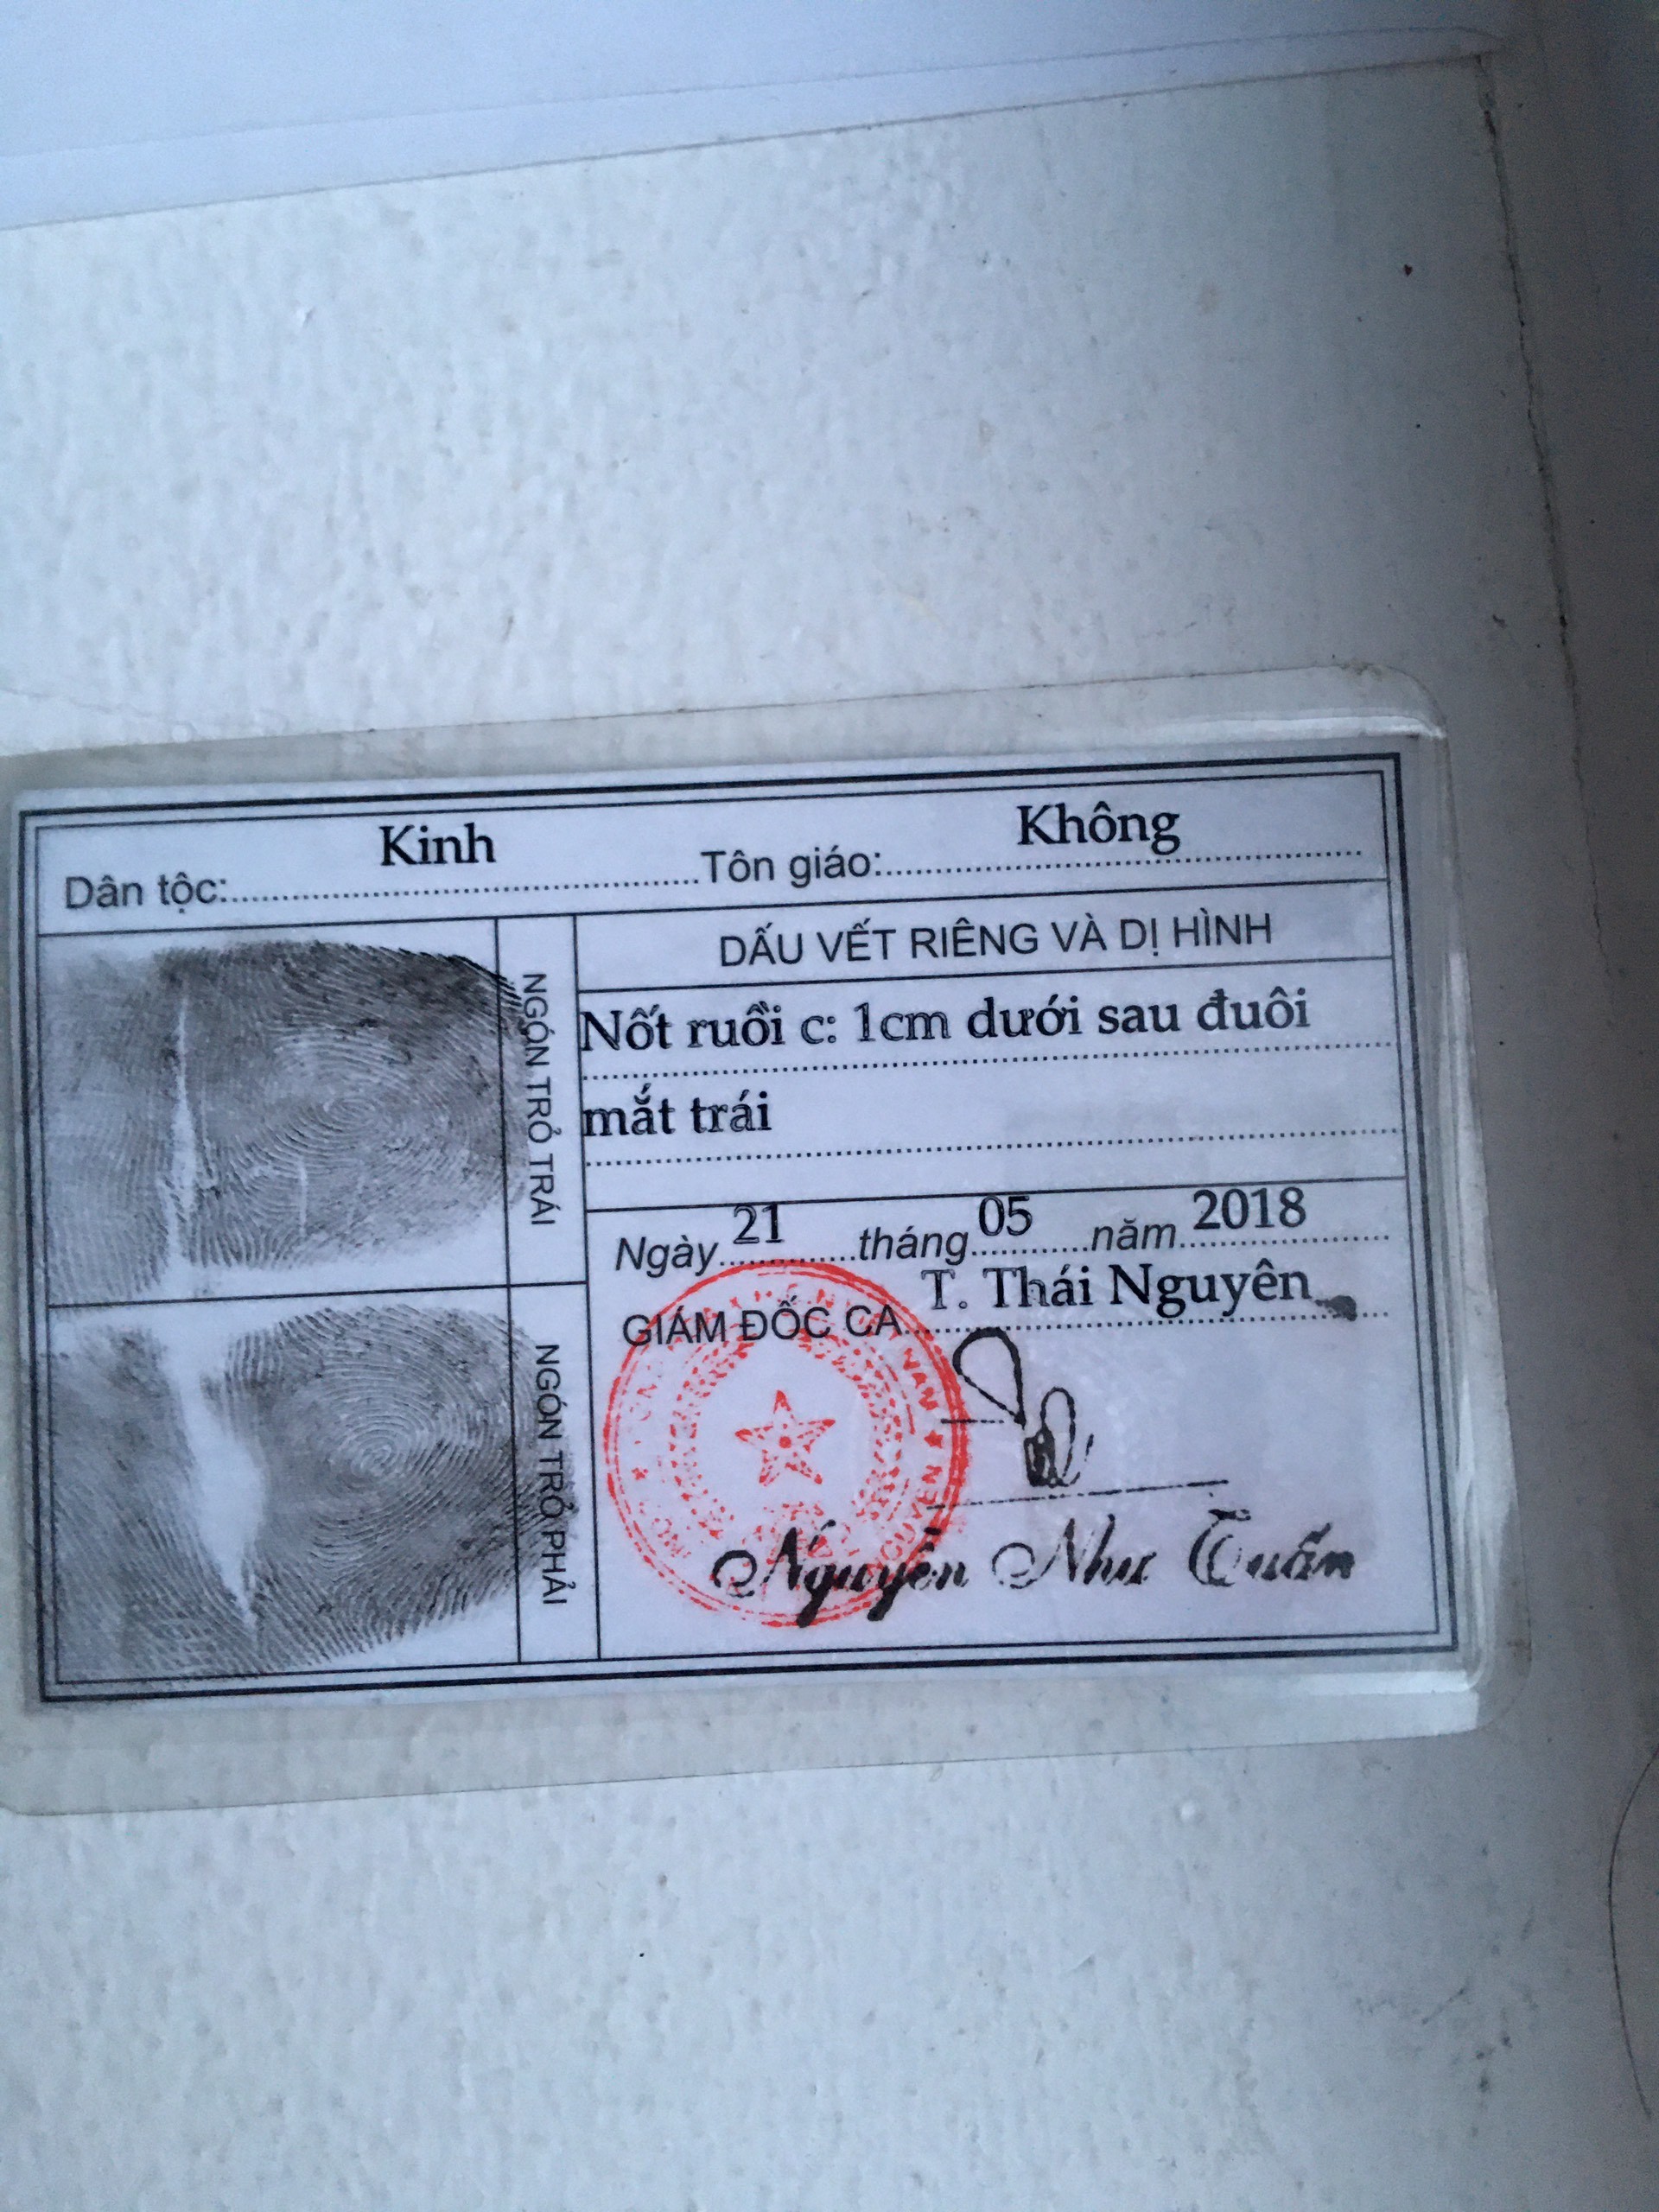 Dân tộc: Kinh Tôn giáo: Không
NGÓN TRỎ TRÁI
DẤU VẾT RIÊNG VÀ DỊ HÌNH
Nốt ruồi c: 1cm dưới sau đuôi
mắt trái
Ngày 21 tháng 05 năm 2018
GIÁM ĐỐC CA T. Thái Nguyên
NGÓN TRỎ PHẢI
NAM
Nguyễn Như Tuấn